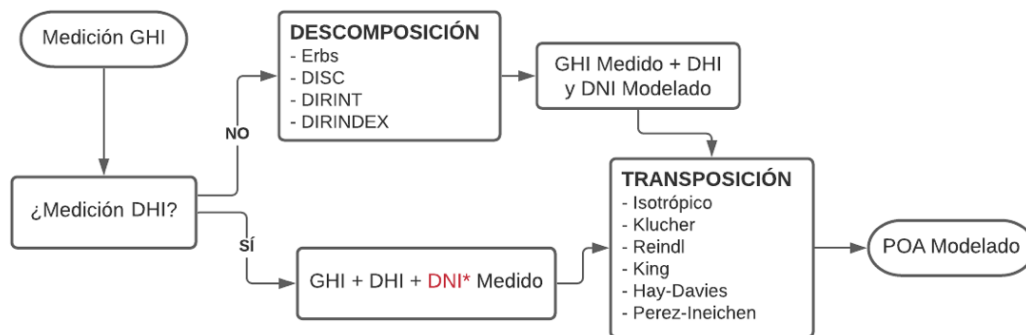 Medición GHI
¿Medición DHI?
NO
DESCOMPOSICIÓN
- Erbs
- DISC
- DIRINT
- DIRINDEX
GHI Medido + DHI
y DNI Modelado
SÍ
GHI + DHI + DNI* Medido
TRANSPOSICIÓN
- Isotrópico
- Klucher
- Reindl
- King
- Hay-Davies
- Perez-Ineichen
POA Modelado